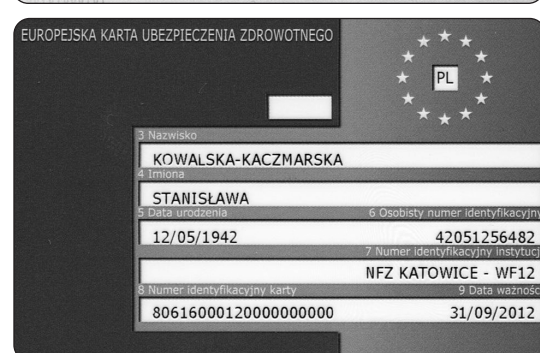 EUROPEJSKA KARTA UBEZPIECZENIA ZDROWOTNEGO
PL
3 Nazwisko
KOWALSKA-KACZMARSKA
4 Imiona
STANISŁAWA
5 Data urodzenia 6 Osobisty numer identyfikacyjny
12/05/1942 42051256482
7 Numer identyfikacyjny instytucji
NFZ KATOWICE - WF12
8 Numer identyfikacyjny karty 9 Data ważności
80616000120000000000 31/09/2012